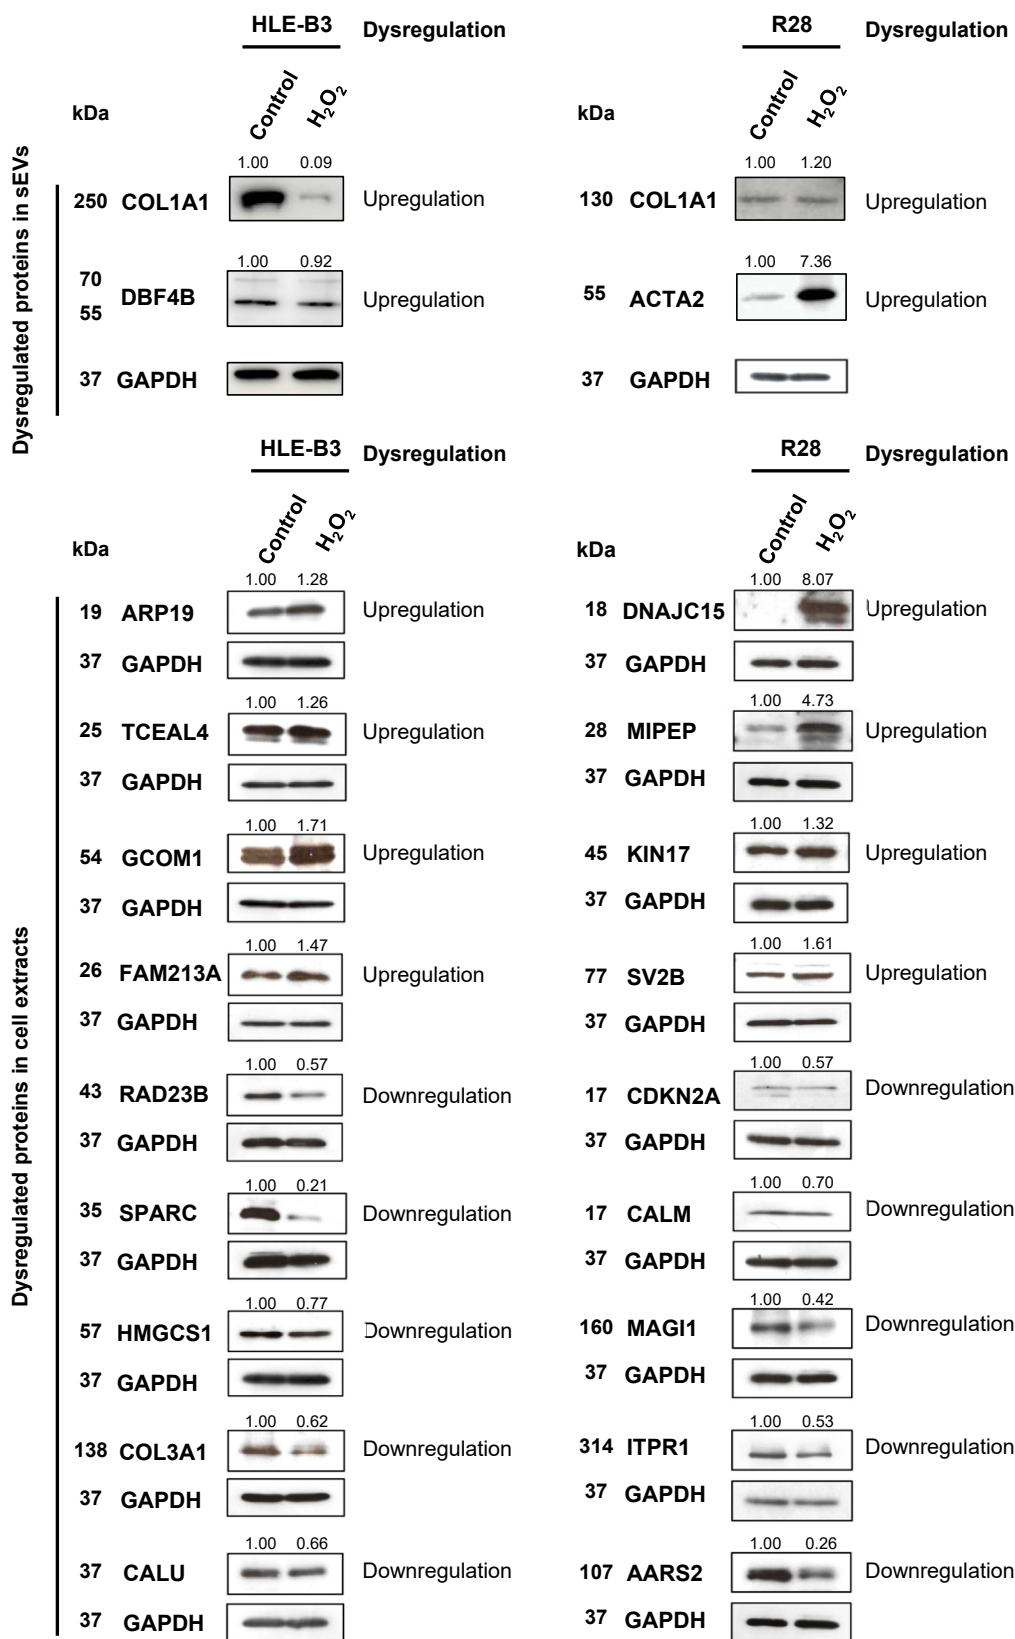 HLE-B3 Dysregulation R28 Dysregulation
Control H₂O₂ Control H₂O₂
kDa kDa
Dysregulated proteins in sEVs
1.00 0.09 1.00 1.20
250 COL1A1 Upregulation 130 COL1A1 Upregulation
1.00 0.92 1.00 7.36
70
55 DBF4B Upregulation 55 ACTA2 Upregulation
37 GAPDH 37 GAPDH
HLE-B3 Dysregulation R28 Dysregulation
Control H₂O₂ Control H₂O₂
kDa kDa
Dysregulated proteins in cell extracts
1.00 1.28 1.00 8.07
19 ARP19 Upregulation 18 DNAJC15 Upregulation
37 GAPDH 37 GAPDH
1.00 1.26 1.00 4.73
25 TCEAL4 Upregulation 28 MIPEP Upregulation
37 GAPDH 37 GAPDH
1.00 1.71 1.00 1.32
54 GCOM1 Upregulation 45 KIN17 Upregulation
37 GAPDH 37 GAPDH
1.00 1.47 1.00 1.61
26 FAM213A Upregulation 77 SV2B Upregulation
37 GAPDH 37 GAPDH
1.00 0.57 1.00 0.57
43 RAD23B Downregulation 17 CDKN2A Downregulation
37 GAPDH 37 GAPDH
1.00 0.21 1.00 0.70
35 SPARC Downregulation 17 CALM Downregulation
37 GAPDH 37 GAPDH
1.00 0.77 1.00 0.42
57 HMGCS1 Downregulation 160 MAGI1 Downregulation
37 GAPDH 37 GAPDH
1.00 0.62 1.00 0.53
138 COL3A1 Downregulation 314 ITPR1 Downregulation
37 GAPDH 37 GAPDH
1.00 0.66 1.00 0.26
37 CALU Downregulation 107 AARS2 Downregulation
37 GAPDH 37 GAPDH